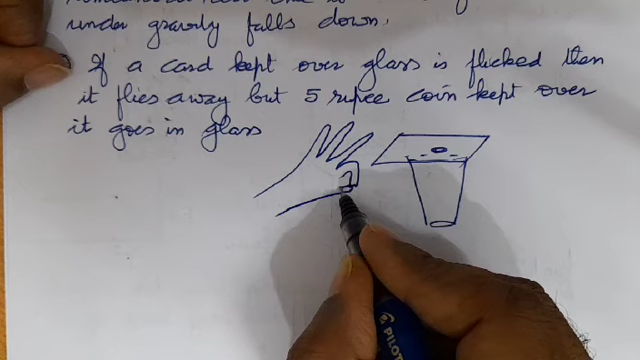 under gravity falls down.
If a card kept over glass is flicked then
it flies away but 5 rupee coin kept over
it goes in glass
PILOT